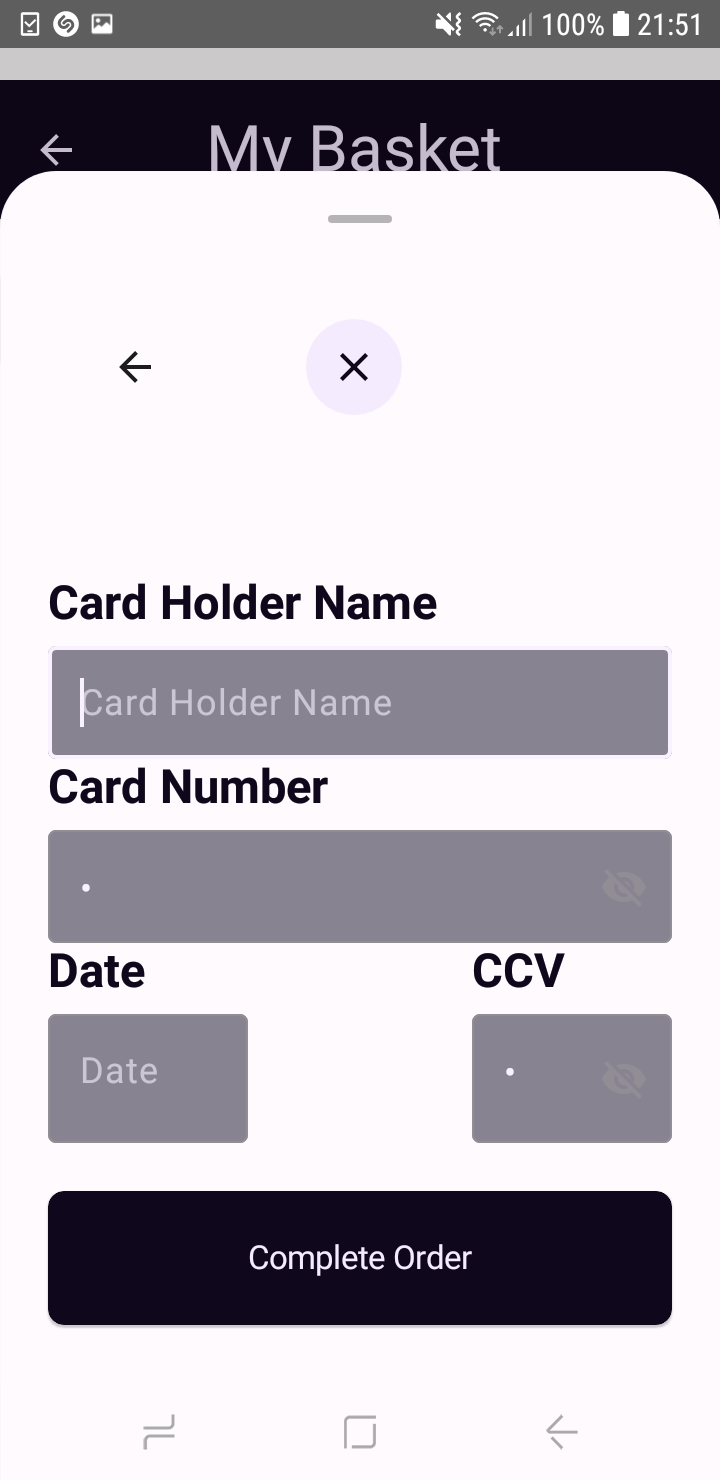 100% 21:51
My Basket
Card Holder Name
Card Holder Name
Card Number
•
Date CCV
Date •
Complete Order